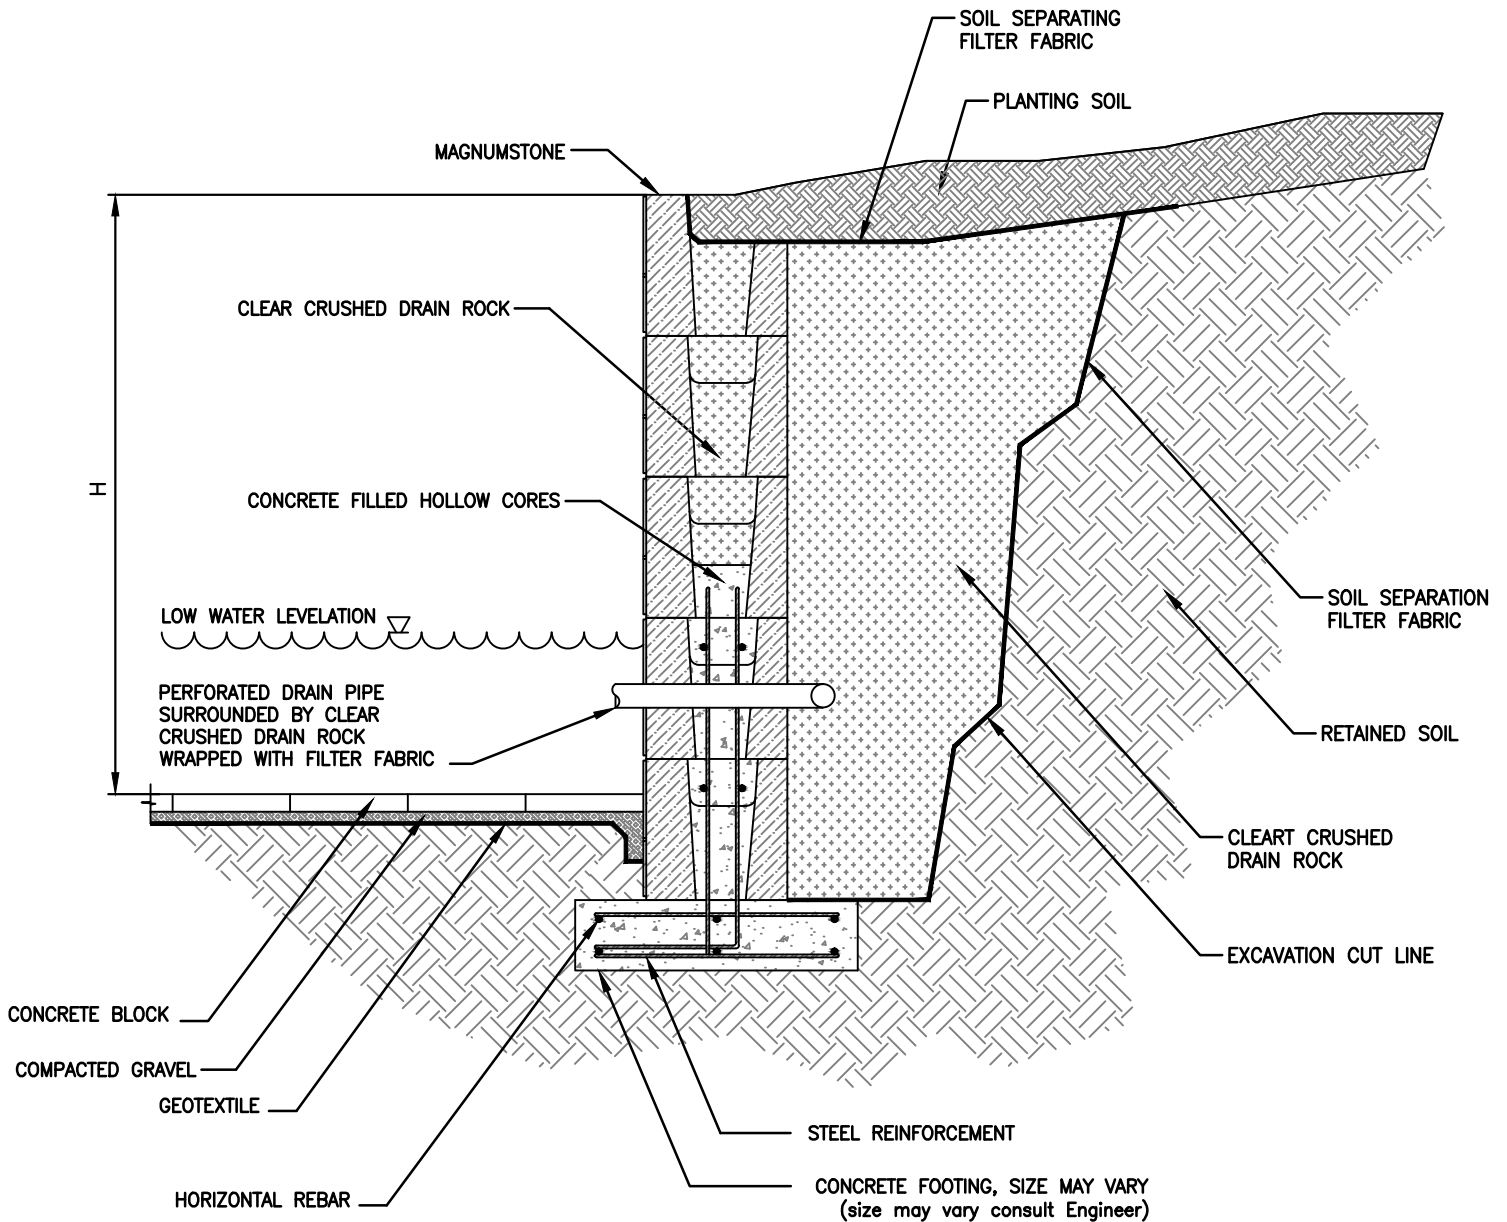 SOIL SEPARATING
FILTER FABRIC
PLANTING SOIL
MAGNUMSTONE
CLEAR CRUSHED DRAIN ROCK
H
CONCRETE FILLED HOLLOW CORES
LOW WATER LEVELATION
SOIL SEPARATION
FILTER FABRIC
PERFORATED DRAIN PIPE
SURROUNDED BY CLEAR
CRUSHED DRAIN ROCK
WRAPPED WITH FILTER FABRIC
RETAINED SOIL
CLEART CRUSHED
DRAIN ROCK
EXCAVATION CUT LINE
CONCRETE BLOCK
COMPACTED GRAVEL
GEOTEXTILE
STEEL REINFORCEMENT
HORIZONTAL REBAR
CONCRETE FOOTING, SIZE MAY VARY
(size may vary consult Engineer)